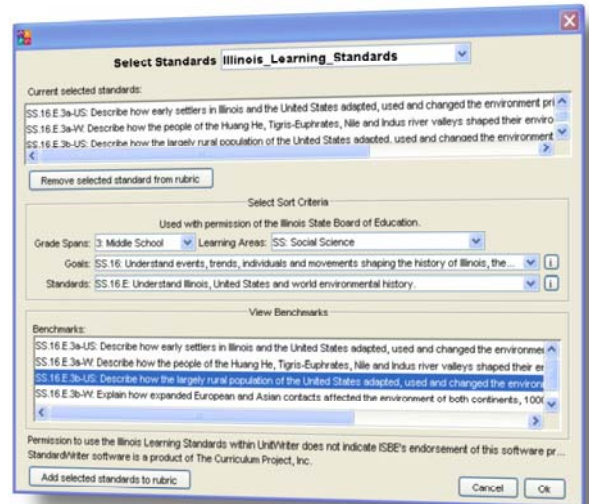 Select Standards Illinois_Learning_Standards
Current selected standards:
SS.16.E.3a-US: Describe how early settlers in Illinois and the United States adapted, used and changed the environment pri
SS.16.E.3a-W: Describe how the people of the Huang He, Tigris-Euphrates, Nile and Indus river valleys shaped their enviro
SS.16.E.3b-US: Describe how the largely rural population of the United States adapted, used and changed the environment
Remove selected standard from rubric
Select Sort Criteria
Used with permission of the Illinois State Board of Education.
Grade Spans: 3: Middle School Learning Areas: SS: Social Science
Goals: SS.16: Understand events, trends, individuals and movements shaping the history of Illinois, the... i
Standards: SS.16.E: Understand Illinois, United States and world environmental history. i
View Benchmarks
Benchmarks:
SS.16.E.3a-US: Describe how early settlers in Illinois and the United States adapted, used and changed the environmen
SS.16.E.3a-W: Describe how the people of the Huang He, Tigris-Euphrates, Nile and Indus river valleys shaped their en
SS.16.E.3b-US: Describe how the largely rural population of the United States adapted, used and changed the environ
SS.16.E.3b-W: Explain how expanded European and Asian contacts affected the environment of both continents, 1000
Permission to use the Illinois Learning Standards within UnitWriter does not indicate ISBE's endorsement of this software pr...
StandardWriter software is a product of The Curriculum Project, Inc.
Add selected standards to rubric Cancel Ok